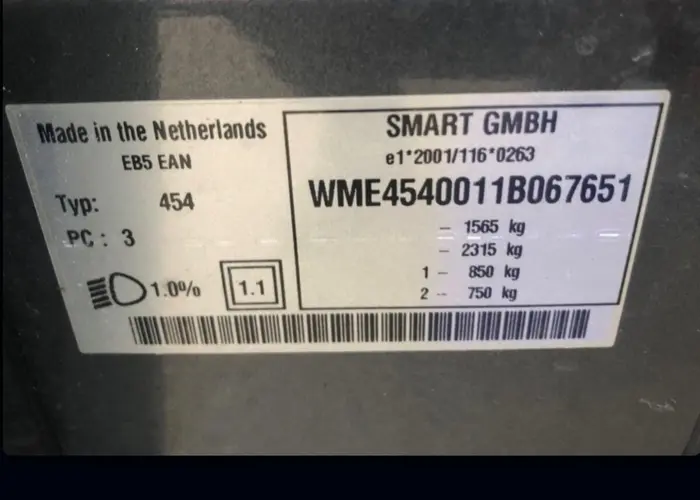 Made in the Netherlands
EB5 EAN
Typ: 454
PC : 3
1.0%
1.1
SMART GMBH
e1*2001/116*0263
WME4540011B067651
- 1565 kg
- 2315 kg
1 - 850 kg
2 - 750 kg